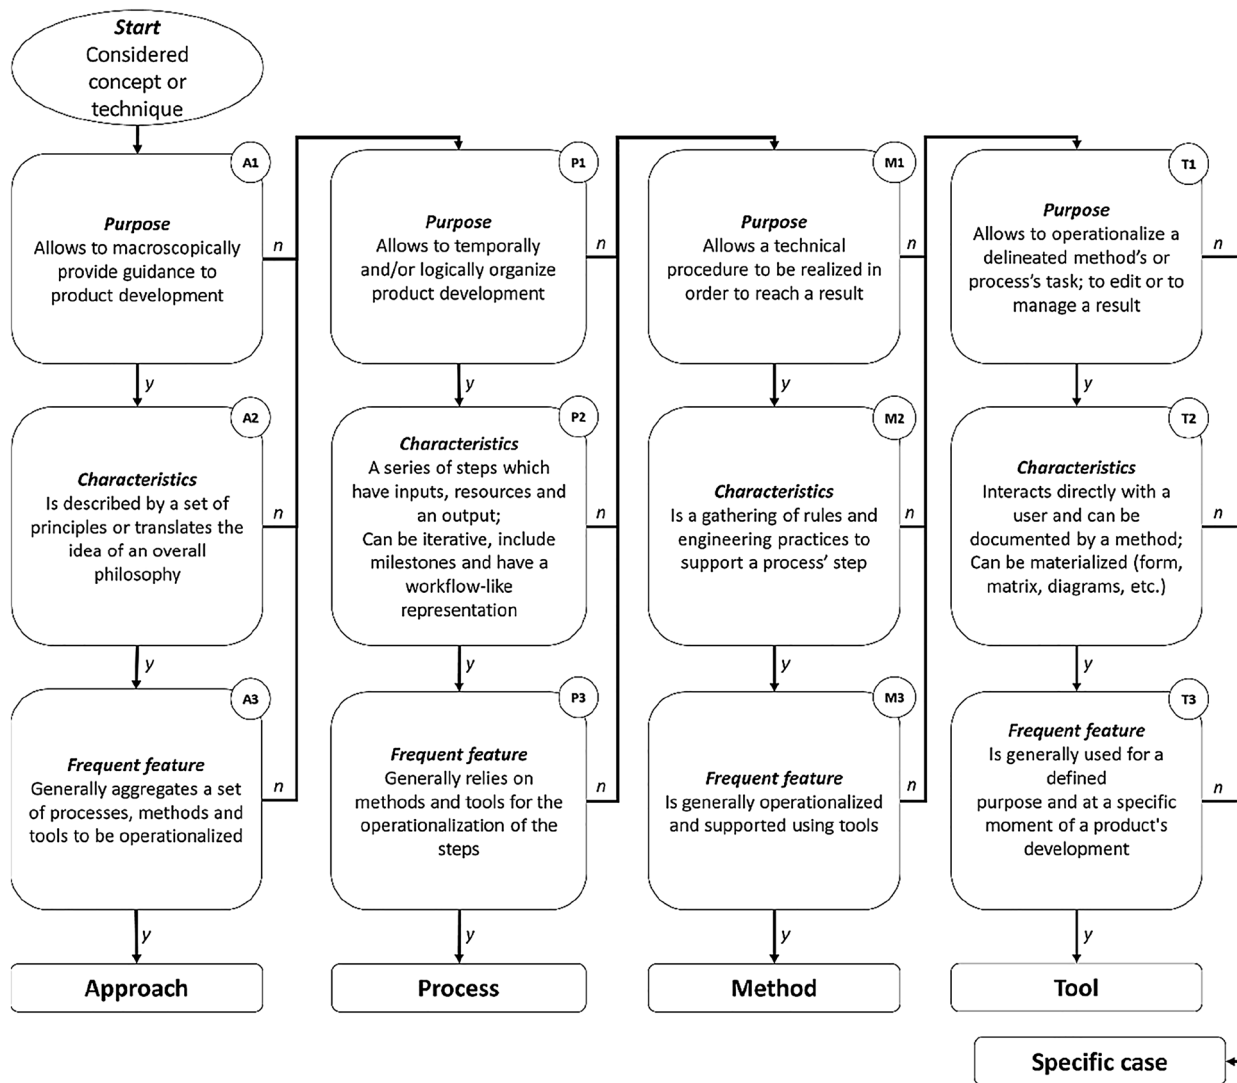 Start
Considered
concept or
technique
A1
Purpose
Allows to macroscopically
provide guidance to
product development
n
y
A2
Characteristics
Is described by a set of
principles or translates the
idea of an overall
philosophy
n
y
A3
Frequent feature
Generally aggregates a set
of processes, methods and
tools to be operationalized
n
y
Approach
P1
Purpose
Allows to temporally
and/or logically organize
product development
n
y
P2
Characteristics
A series of steps which
have inputs, resources and
an output;
Can be iterative, include
milestones and have a
workflow-like
representation
n
y
P3
Frequent feature
Generally relies on
methods and tools for the
operationalization of the
steps
n
y
Process
M1
Purpose
Allows a technical
procedure to be realized in
order to reach a result
n
y
M2
Characteristics
Is a gathering of rules and
engineering practices to
support a process' step
n
y
M3
Frequent feature
Is generally operationalized
and supported using tools
n
y
Method
T1
Purpose
Allows to operationalize a
delineated method's or
process's task; to edit or to
manage a result
n
y
T2
Characteristics
Interacts directly with a
user and can be
documented by a method;
Can be materialized (form,
matrix, diagrams, etc.)
n
y
T3
Frequent feature
Is generally used for a
defined
purpose and at a specific
moment of a product's
development
n
y
Tool
Specific case